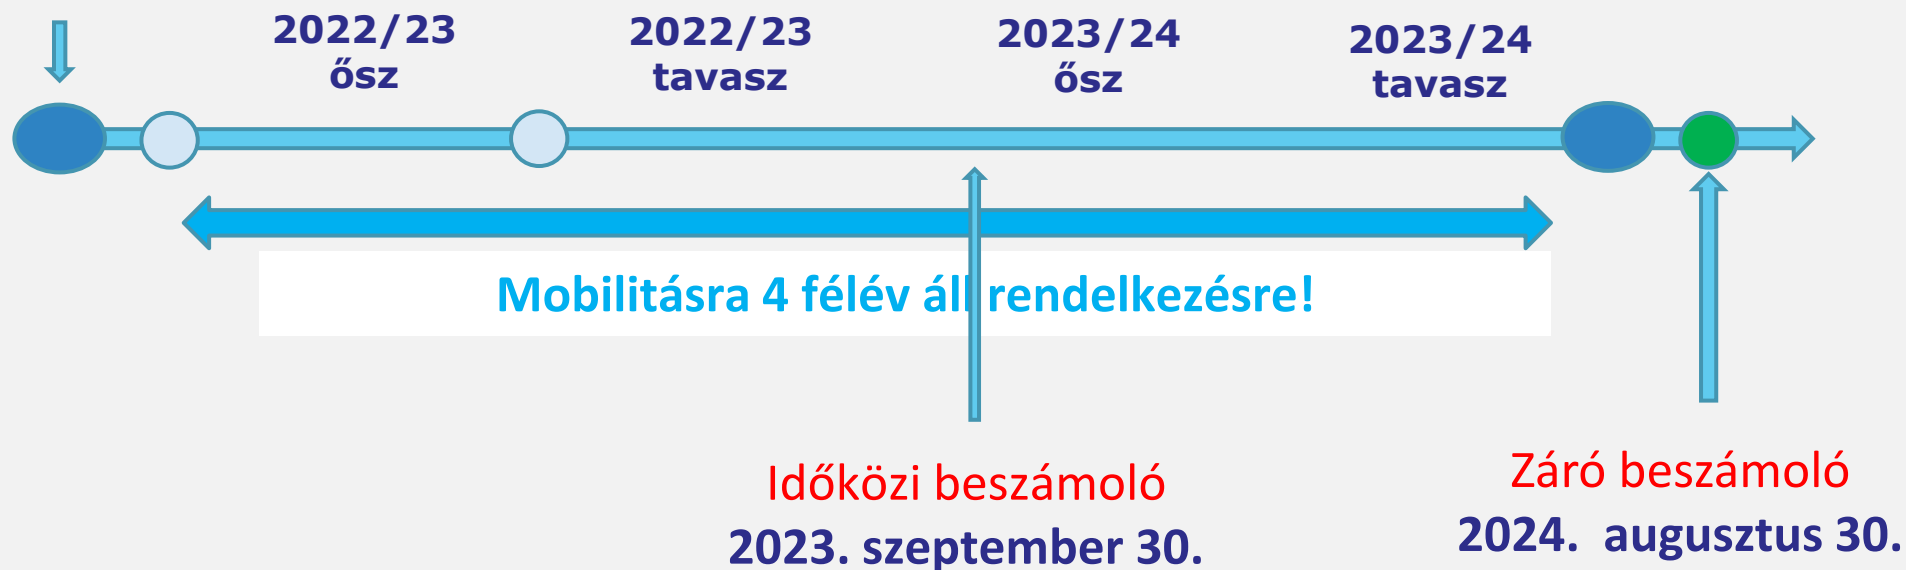 2022/23
ősz
2022/23
tavasz
2023/24
ősz
2023/24
tavasz
Mobilitásra 4 félév áll rendelkezésre!
Időközi beszámoló
2023. szeptember 30.
Záró beszámoló
2024. augusztus 30.